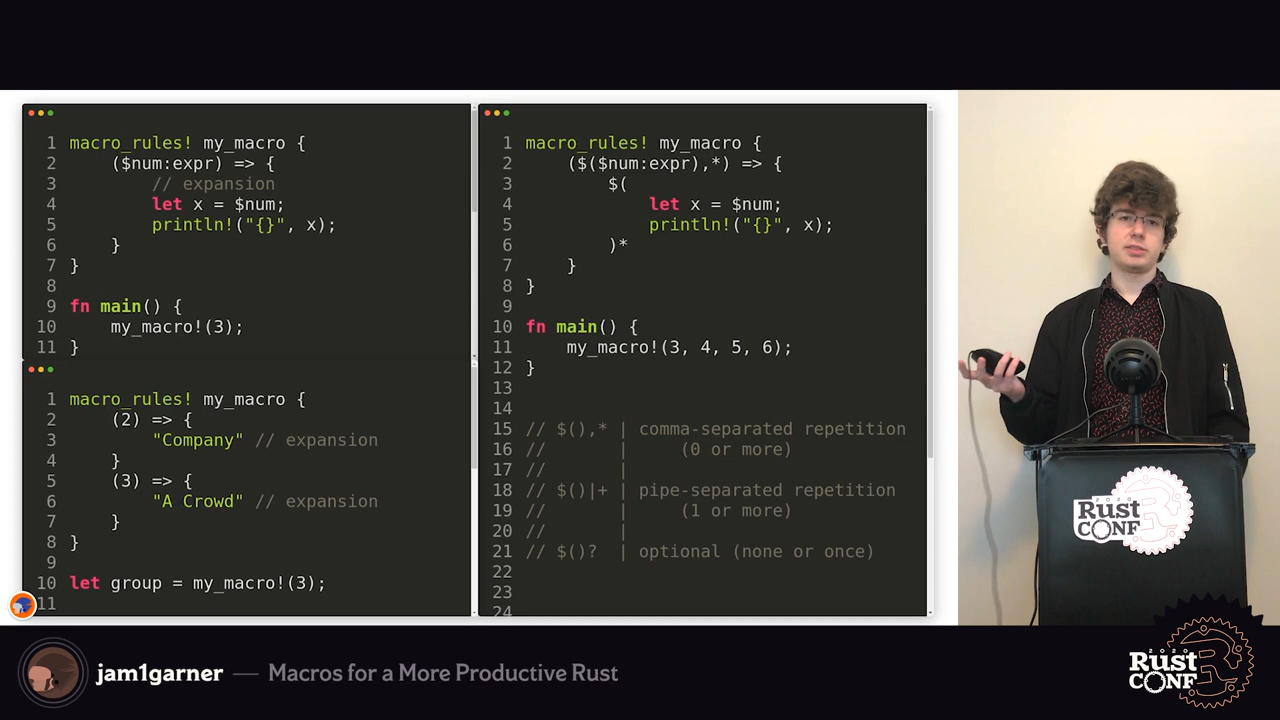 1 macro_rules! my_macro {
2     ($num:expr) => {
3         // expansion
4         let x = $num;
5         println!("{}", x);
6     }
7 }
8
9 fn main() {
10     my_macro!(3);
11 }
1 macro_rules! my_macro {
2     (2) => {
3         "Company" // expansion
4     }
5     (3) => {
6         "A Crowd" // expansion
7     }
8 }
9
10 let group = my_macro!(3);
11
1 macro_rules! my_macro {
2     ($($num:expr),*) => {
3         $(
4             let x = $num;
5             println!("{}", x);
6         )*
7     }
8 }
9
10 fn main() {
11     my_macro!(3, 4, 5, 6);
12 }
13
14
15 // $(),* | comma-separated repetition
16 //       |     (0 or more)
17 //       |
18 // $()|+ | pipe-separated repetition
19 //       |     (1 or more)
20 //       |
21 // $()?  | optional (none or once)
22
23
24
2020
Rust
CONF
R
jam1garner — Macros for a More Productive Rust
2020
Rust
CONF
R